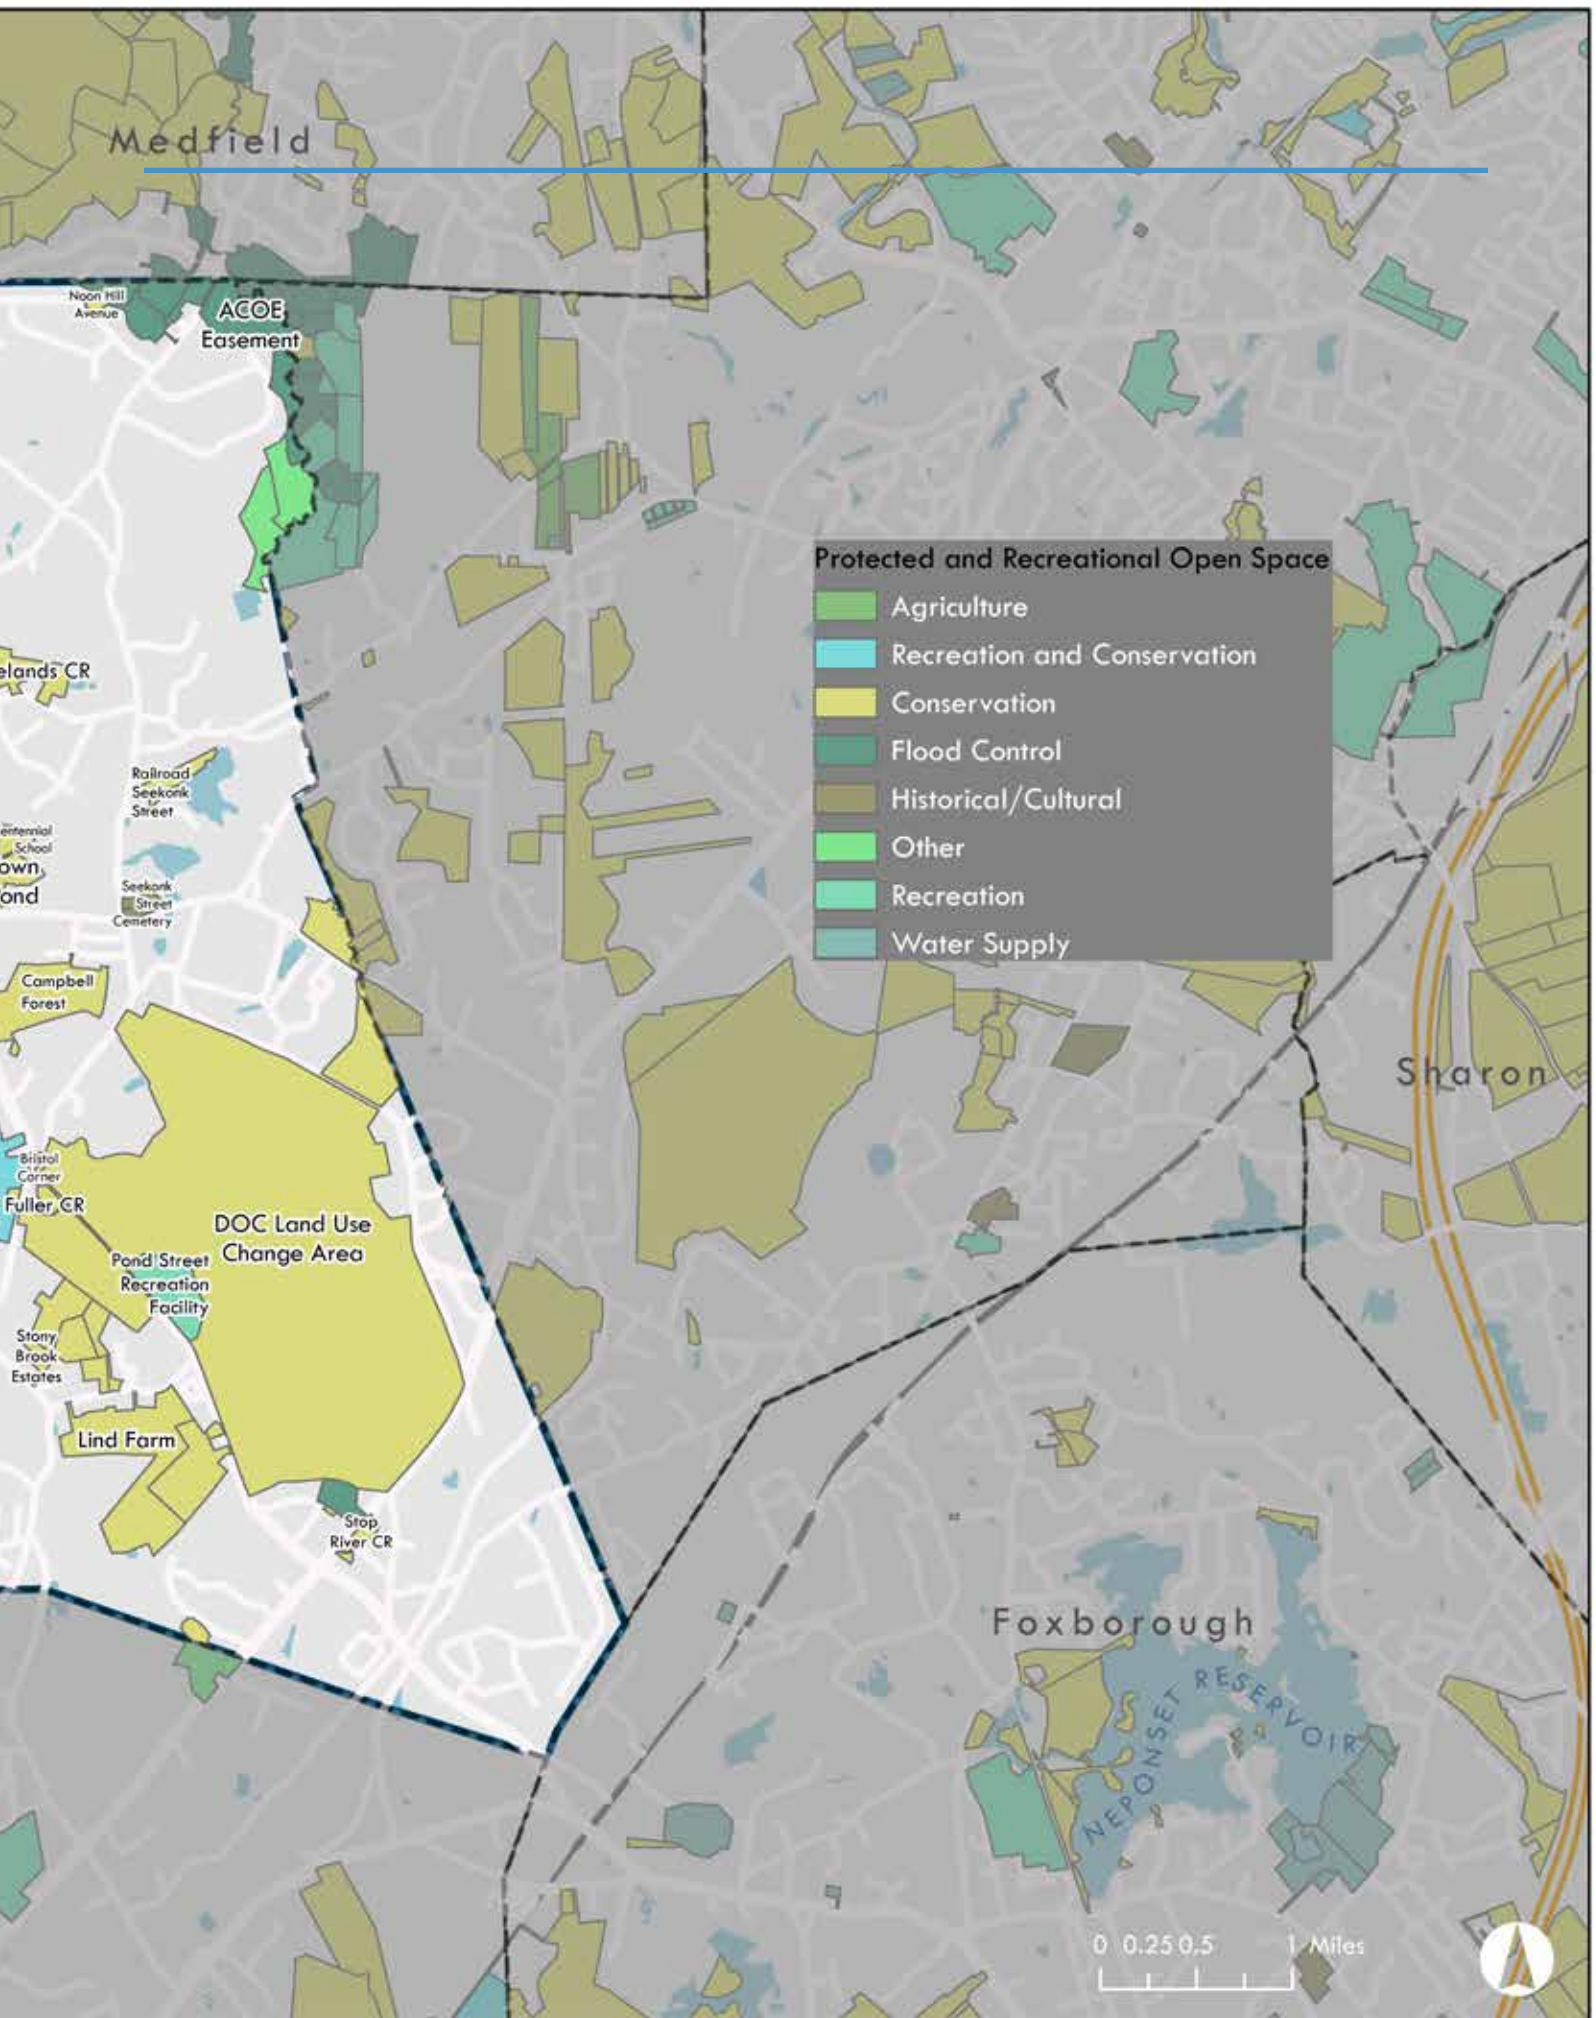 Medfield
Noon Hill
Avenue
ACOE
Easement
Protected and Recreational Open Space
Agriculture
Recreation and Conservation
Conservation
Flood Control
Historical/Cultural
Other
Recreation
Water Supply
elands CR
Railroad
Seekonk
Street
entennial
School
own
ond
Seekonk
Street
Cemetery
Campbell
Forest
Sharon
Bristol
Corner
Fuller CR
DOC Land Use
Change Area
Pond Street
Recreation
Facility
Stony
Brook
Estates
Lind Farm
Stop
River CR
Foxborough
NEPONSET RESERVOIR
0 0.25 0.5 1 Miles